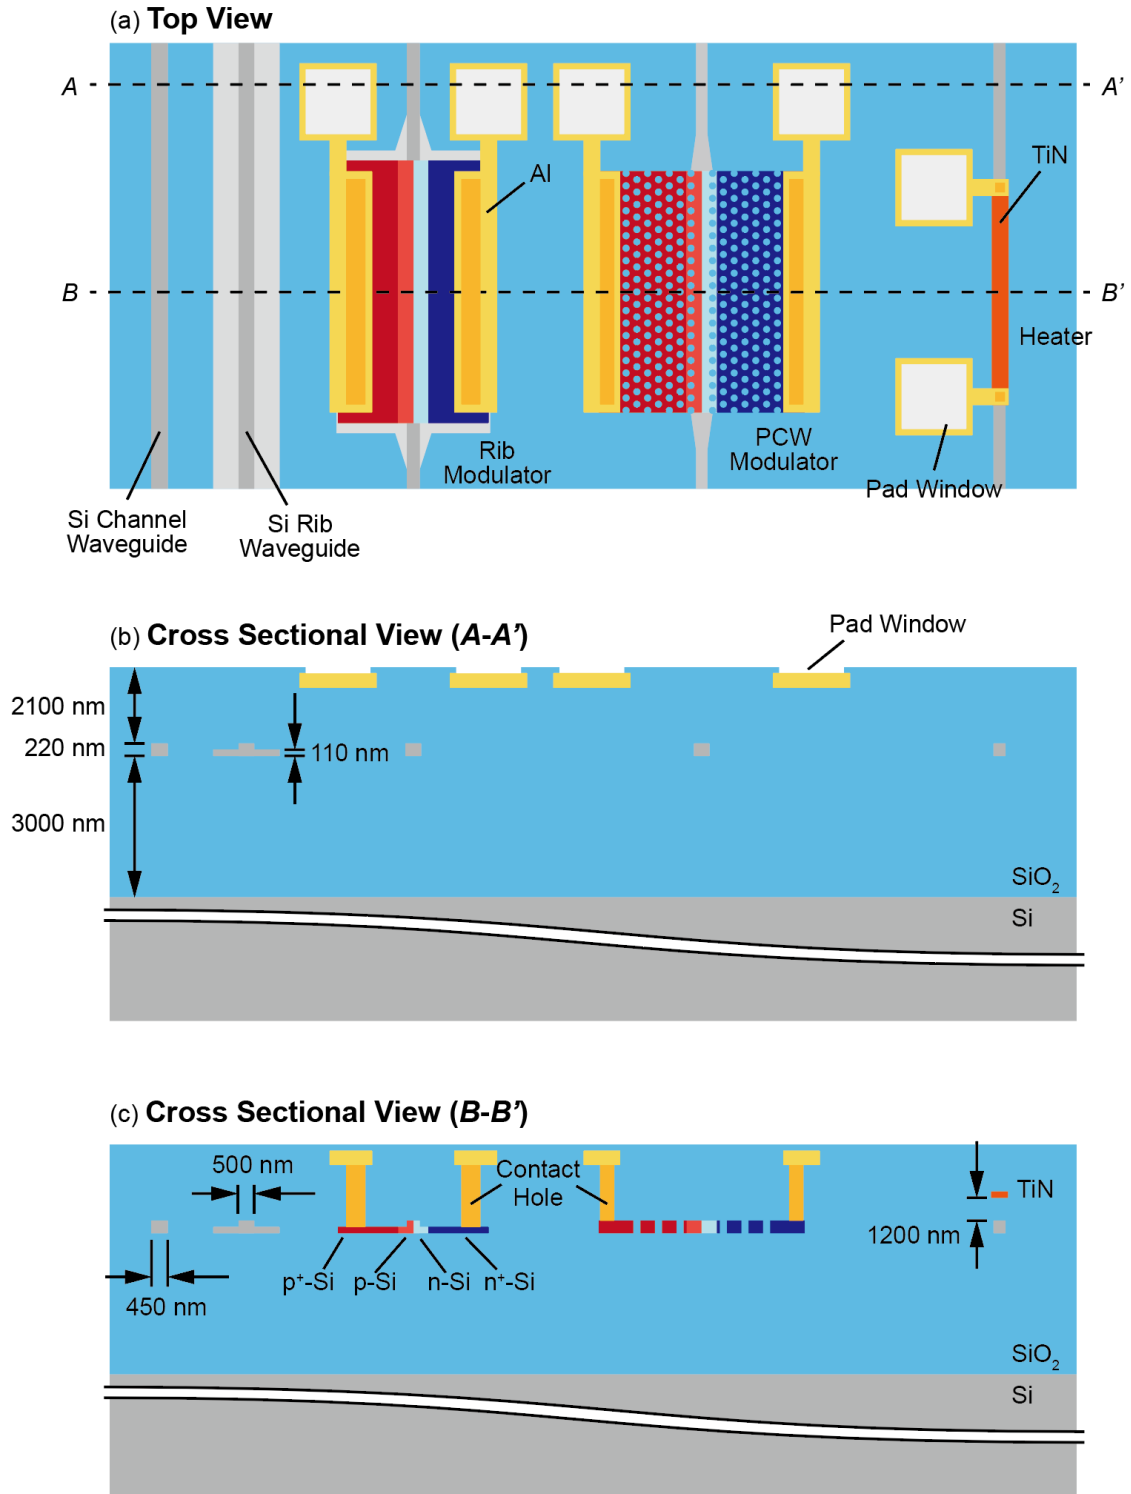 (a) Top View
A
A’
TiN
Al
B
B’
Heater
Rib
Modulator
PCW
Modulator
Pad Window
Si Channel
Waveguide
Si Rib
Waveguide
(b) Cross Sectional View (A-A’)
Pad Window
2100 nm
220 nm
110 nm
3000 nm
SiO₂
Si
(c) Cross Sectional View (B-B’)
500 nm
Contact
Hole
TiN
1200 nm
p⁺-Si
p-Si
n-Si
n⁺-Si
450 nm
SiO₂
Si